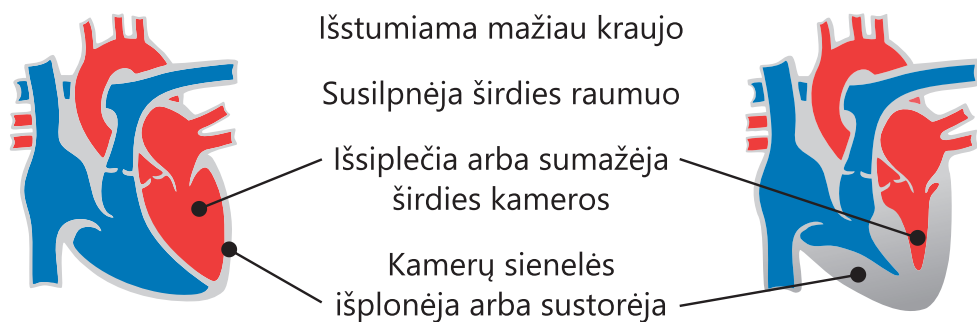 Išstumiama mažiau kraujo
Susilpnėja širdies raumuo
Išsiplečia arba sumažėja
širdies kameros
Kamerų sienelės
išplonėja arba sustorėja